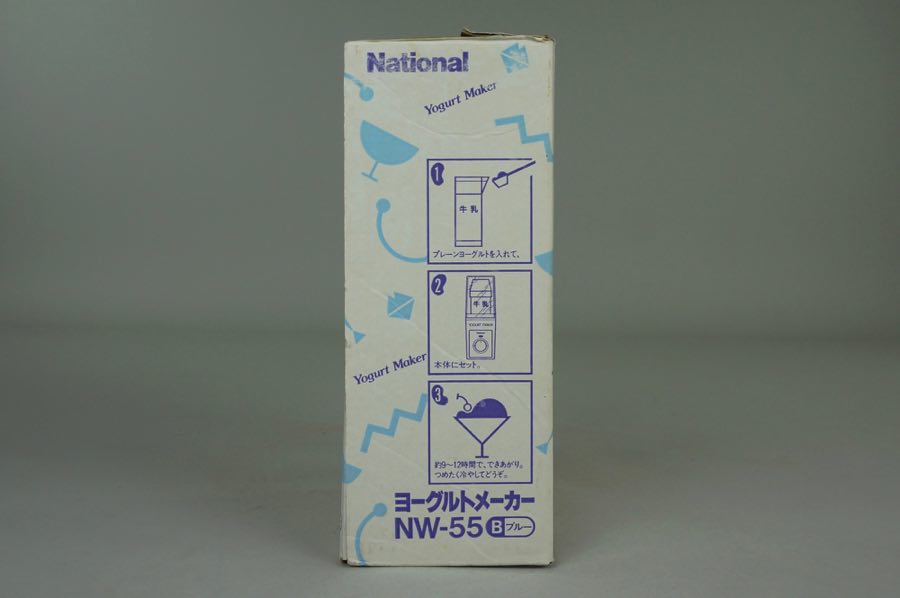 National
Yogurt Maker
1
牛乳
プレーンヨーグルトを入れて、
2
牛乳
YOGURT MAKER
本体にセット。
Yogurt Maker
3
約9〜12時間で、できあがり。
つめたく冷やしてどうぞ。
ヨーグルトメーカー
NW-55 B ブルー